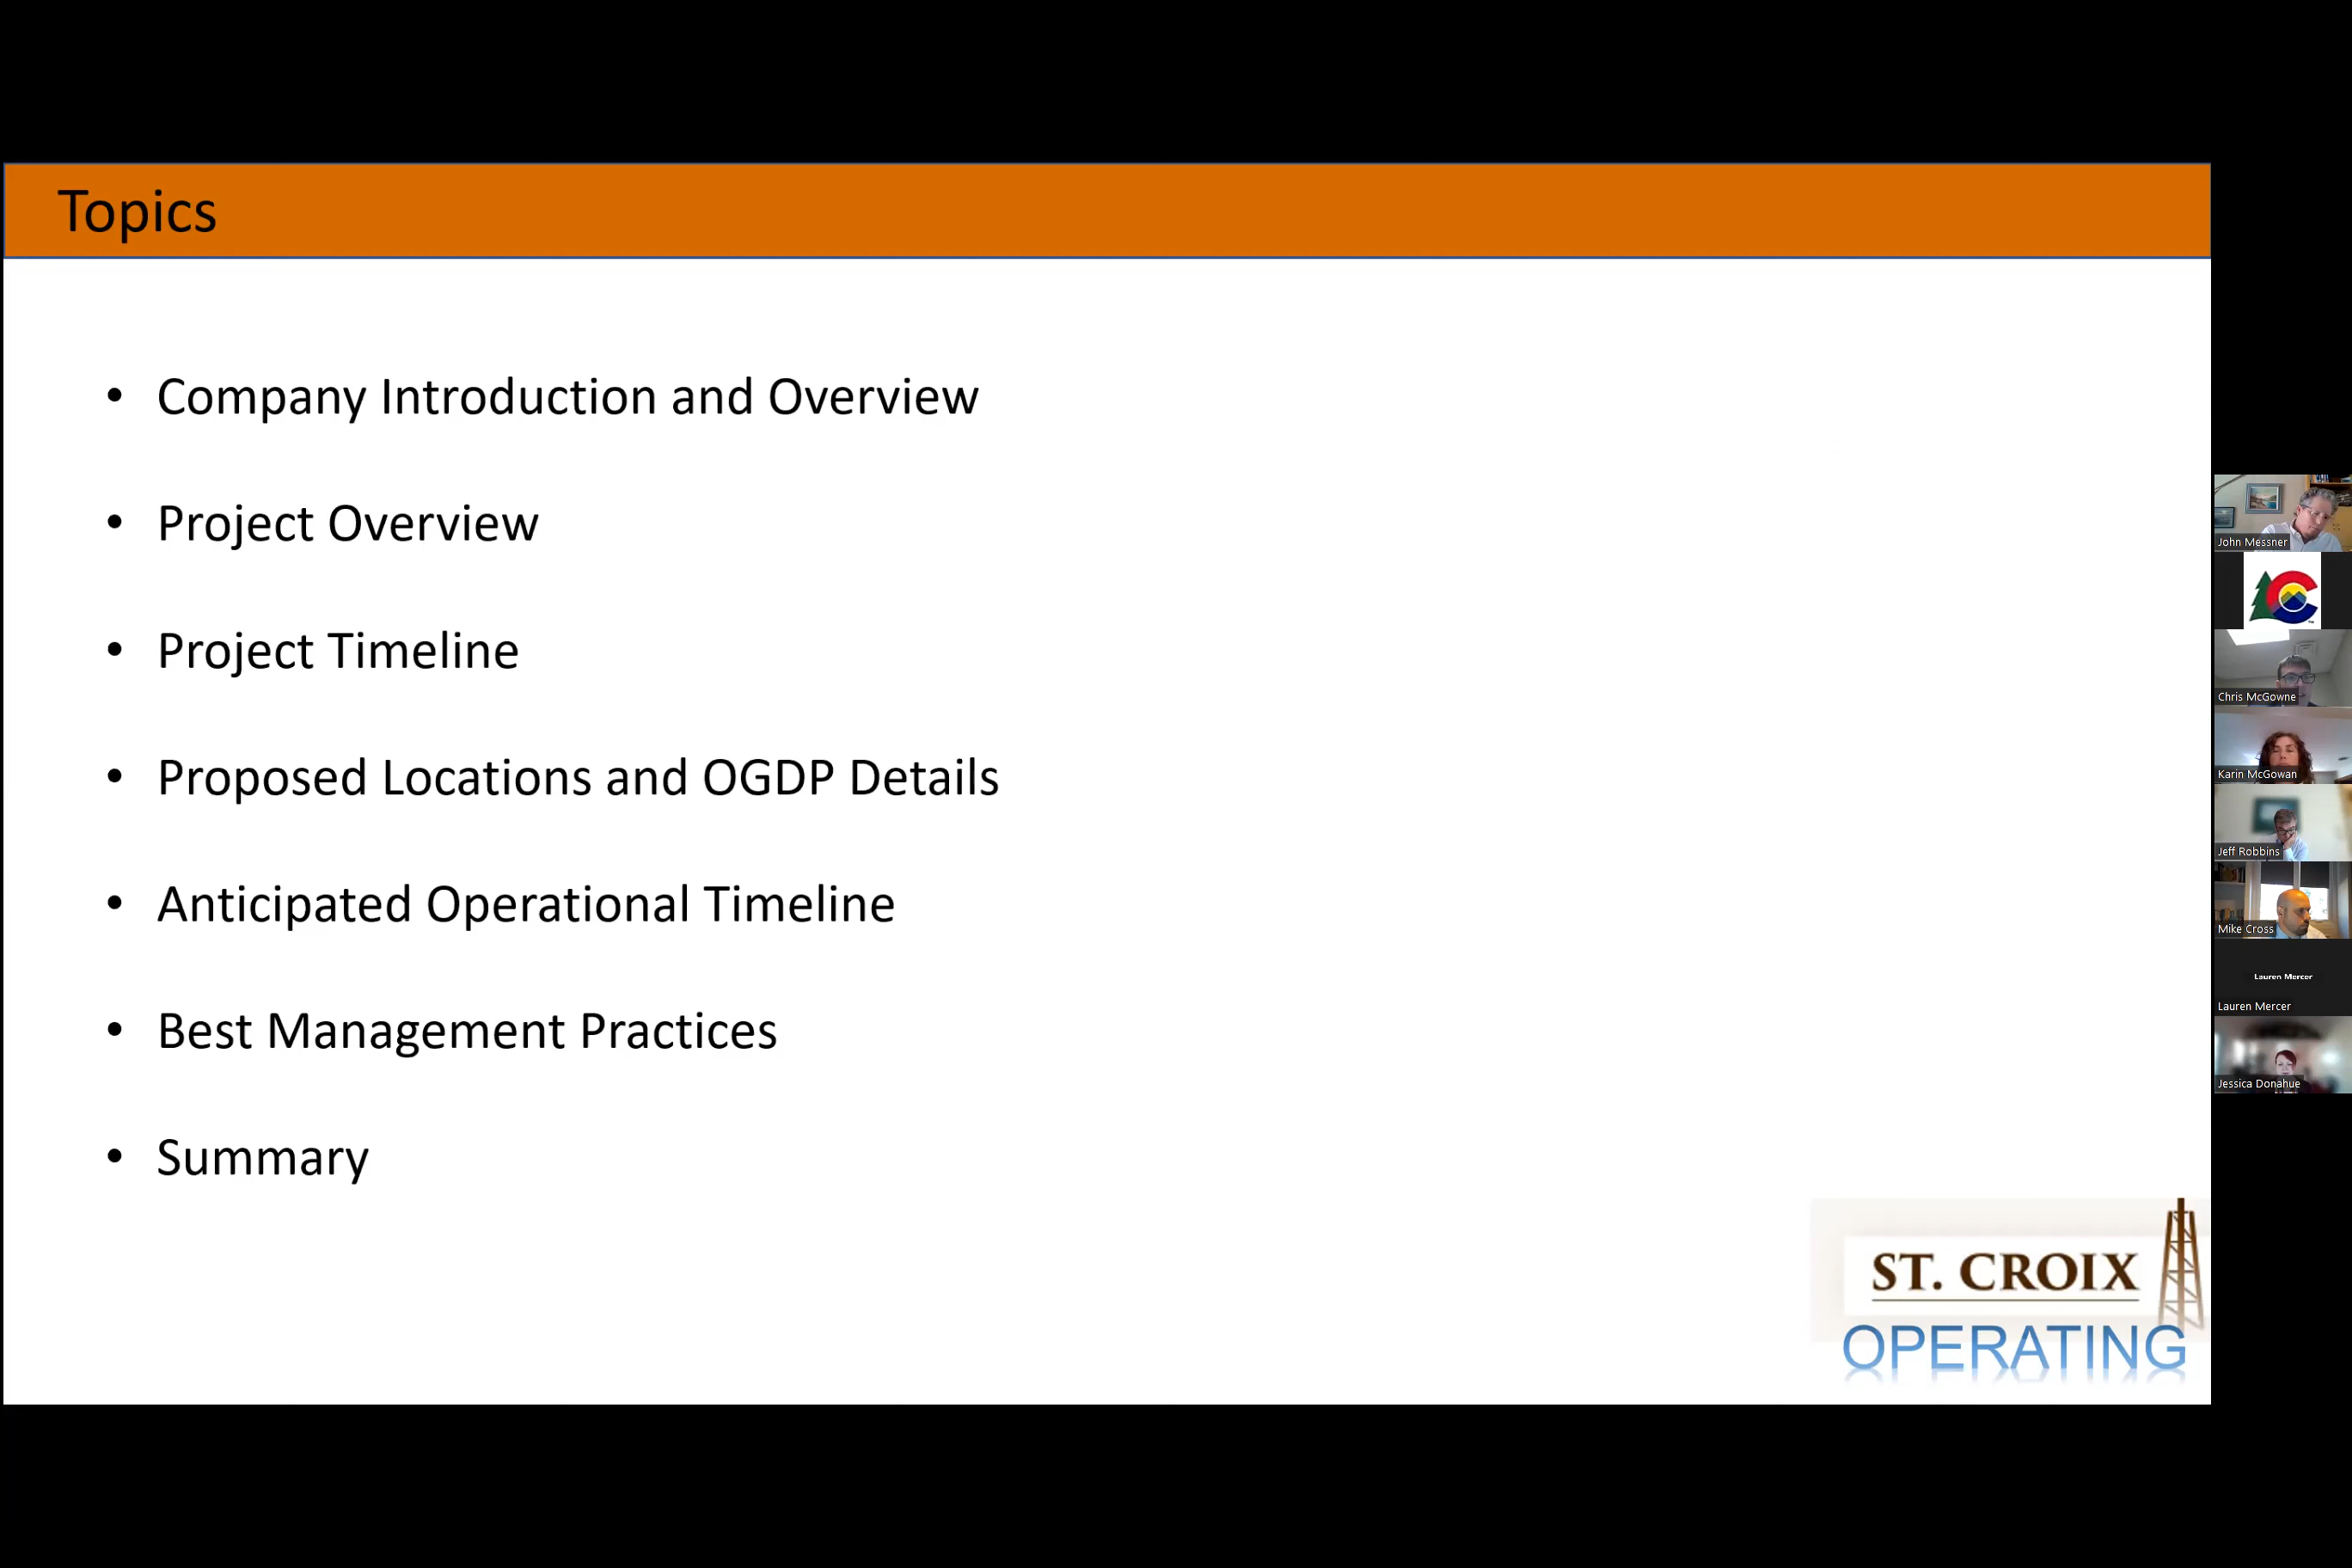 Topics
• Company Introduction and Overview
• Project Overview
• Project Timeline
• Proposed Locations and OGDP Details
• Anticipated Operational Timeline
• Best Management Practices
• Summary
ST. CROIX
OPERATING
John Messner
C
Chris McGowne
Karin McGowan
Jeff Robbins
Mike Cross
Lauren Mercer
Lauren Mercer
Jessica Donahue